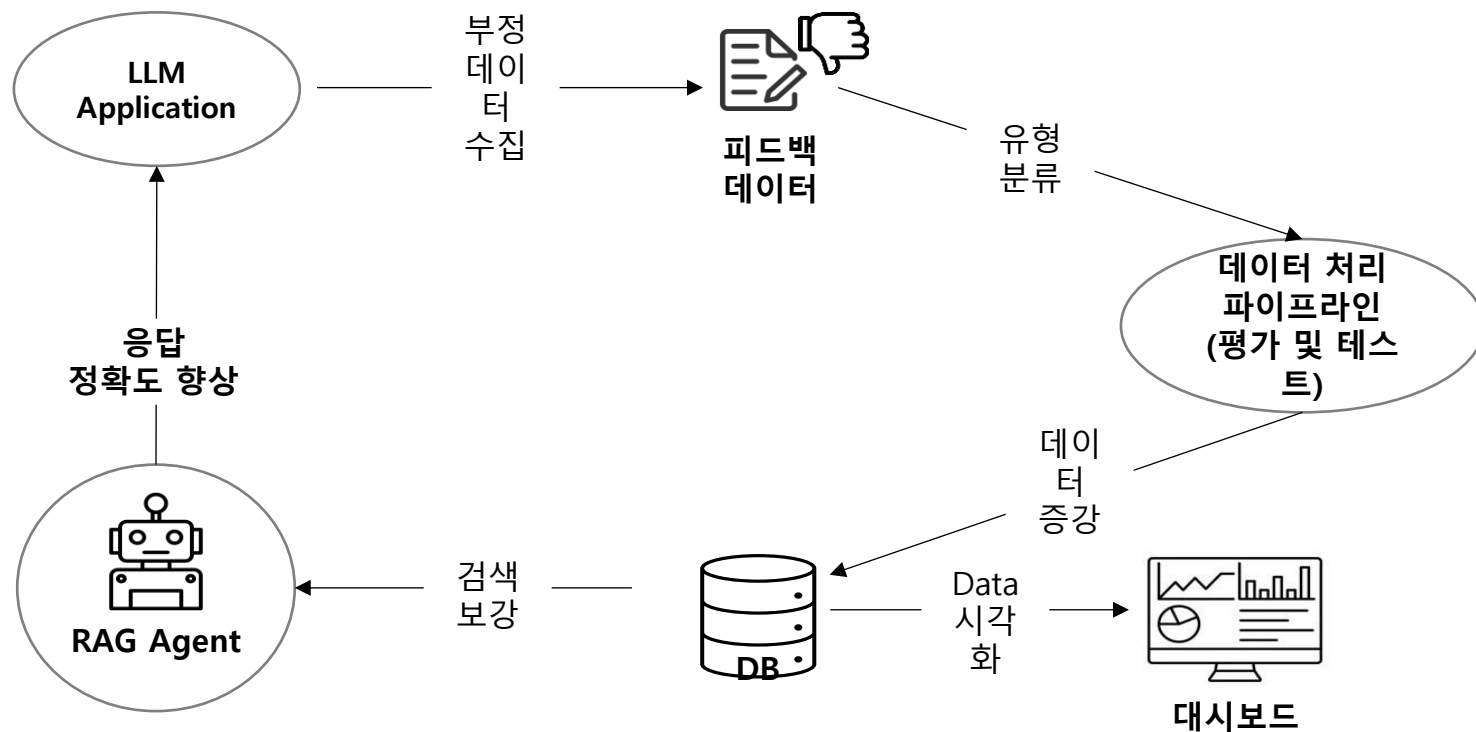 LLM
Application
부정
데이
터
수집
피드백
데이터
유형
분류
데이터 처리
파이프라인
(평가 및 테스
트)
응답
정확도 향상
데이
터
증강
RAG Agent
검색
보강
DB
Data
시각
화
대시보드